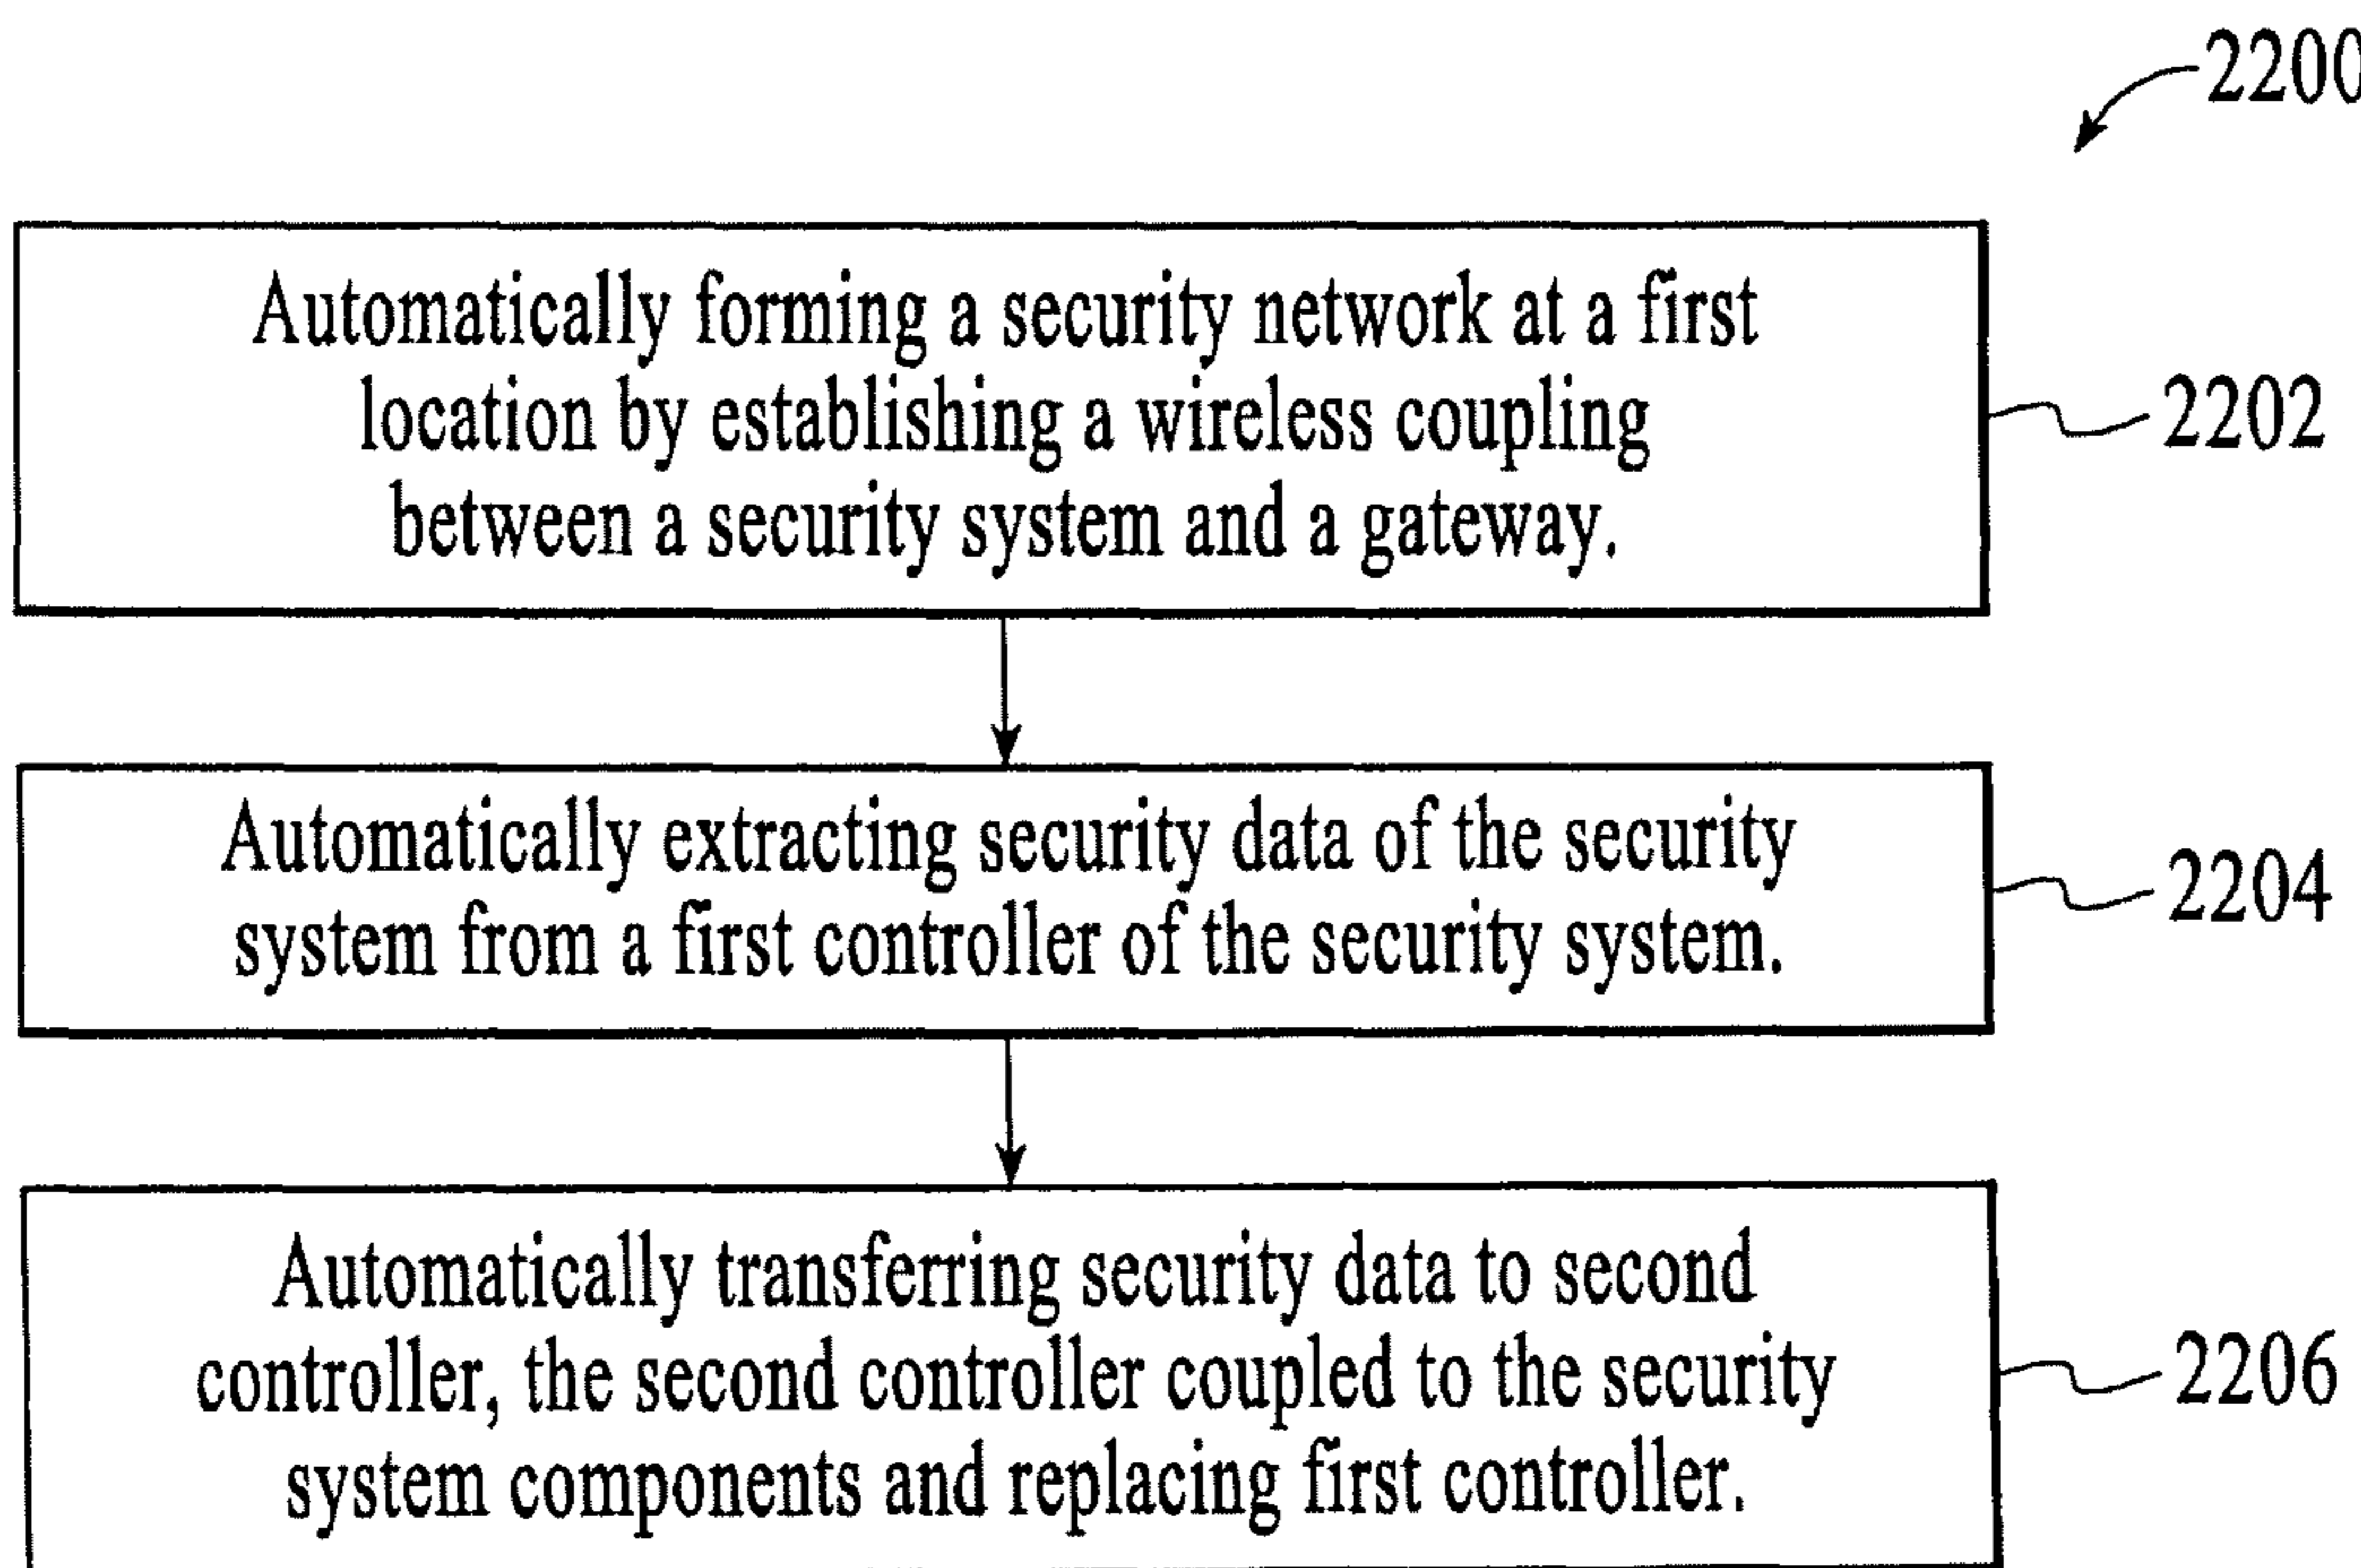 2200
Automatically forming a security network at a first
location by establishing a wireless coupling
between a security system and a gateway.
2202
Automatically extracting security data of the security
system from a first controller of the security system.
2204
Automatically transferring security data to second
controller, the second controller coupled to the security
system components and replacing first controller.
2206